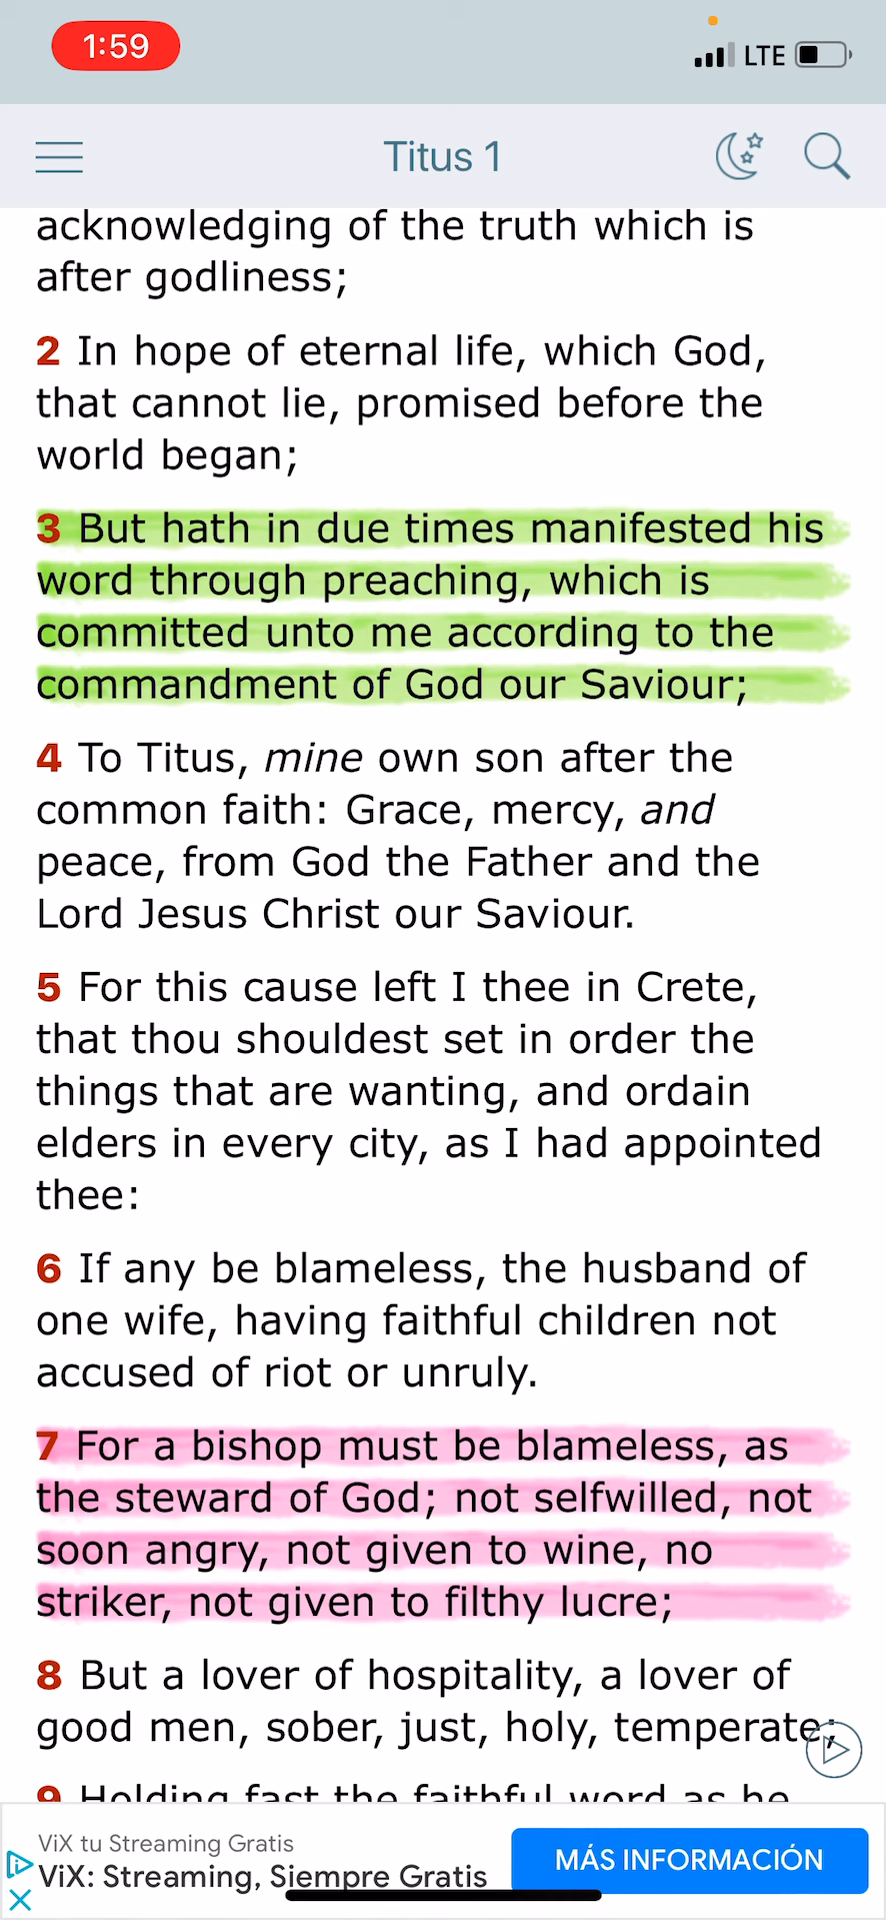 1:59
LTE
Titus 1
acknowledging of the truth which is
after godliness;
2 In hope of eternal life, which God,
that cannot lie, promised before the
world began;
3 But hath in due times manifested his
word through preaching, which is
committed unto me according to the
commandment of God our Saviour;
4 To Titus, mine own son after the
common faith: Grace, mercy, and
peace, from God the Father and the
Lord Jesus Christ our Saviour.
5 For this cause left I thee in Crete,
that thou shouldest set in order the
things that are wanting, and ordain
elders in every city, as I had appointed
thee:
6 If any be blameless, the husband of
one wife, having faithful children not
accused of riot or unruly.
7 For a bishop must be blameless, as
the steward of God; not selfwilled, not
soon angry, not given to wine, no
striker, not given to filthy lucre;
8 But a lover of hospitality, a lover of
good men, sober, just, holy, temperate;
9 Holding fast the faithful word as he
ViX tu Streaming Gratis
ViX: Streaming, Siempre Gratis
MÁS INFORMACIÓN